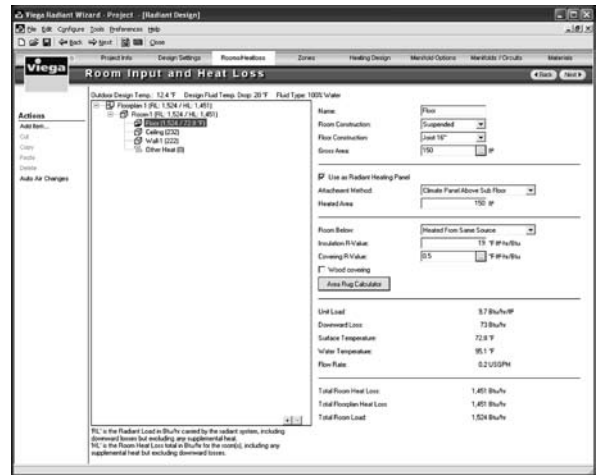 Viega Radiant Wizard - Project - [Radiant Design]
File Edit Configure Tools Preferences Help
Back Next Quit
Project Info Design Settings Rooms/Heatloss Zones Heating Design Manifold Options Manifolds / Circuits Materials
Viega
Room Input and Heat Loss
Back Next
Outdoor Design Temp.: 12.4 °F Design Fluid Temp. Drop: 20 °F Fluid Type: 100% Water
Actions
Add Item...
Cut
Copy
Paste
Delete
Auto Air Changes
Floorplan 1 (RL: 1,524 / HL: 1,451)
Room1 (RL: 1,524 / HL: 1,451)
Floor (1,524 / 72.8 °F)
Ceiling (232)
Wall1 (222)
Other Heat (0)
Name: Floor
Room Construction: Suspended
Floor Construction: Joist 16"
Gross Area: 150 ... ft²
Use as Radiant Heating Panel
Attachment Method: Climate Panel Above Sub Floor
Heated Area: 150 ft²
Room Below: Heated From Same Source
Insulation R-Value: 19 °F·ft²·hr/Btu
Covering R-Value: 0.5 ... °F·ft²·hr/Btu
Wood covering
Area Rug Calculator
Unit Load 9.7 Btu/hr/ft²
Downward Loss 73 Btu/hr
Surface Temperature 72.8 °F
Water Temperature 95.1 °F
Flow Rate: 0.2 USGPM
Total Room Heat Loss: 1,451 Btu/hr
Total Floorplan Heat Loss: 1,451 Btu/hr
Total Room Load: 1,524 Btu/hr
+ -
'RL' is the Radiant Load in Btu/hr carried by the radiant system, including
downward losses but excluding any supplemental heat.
'HL' is the Room Heat Loss total in Btu/hr for the room(s), including any
supplemental heat but excluding downward losses.